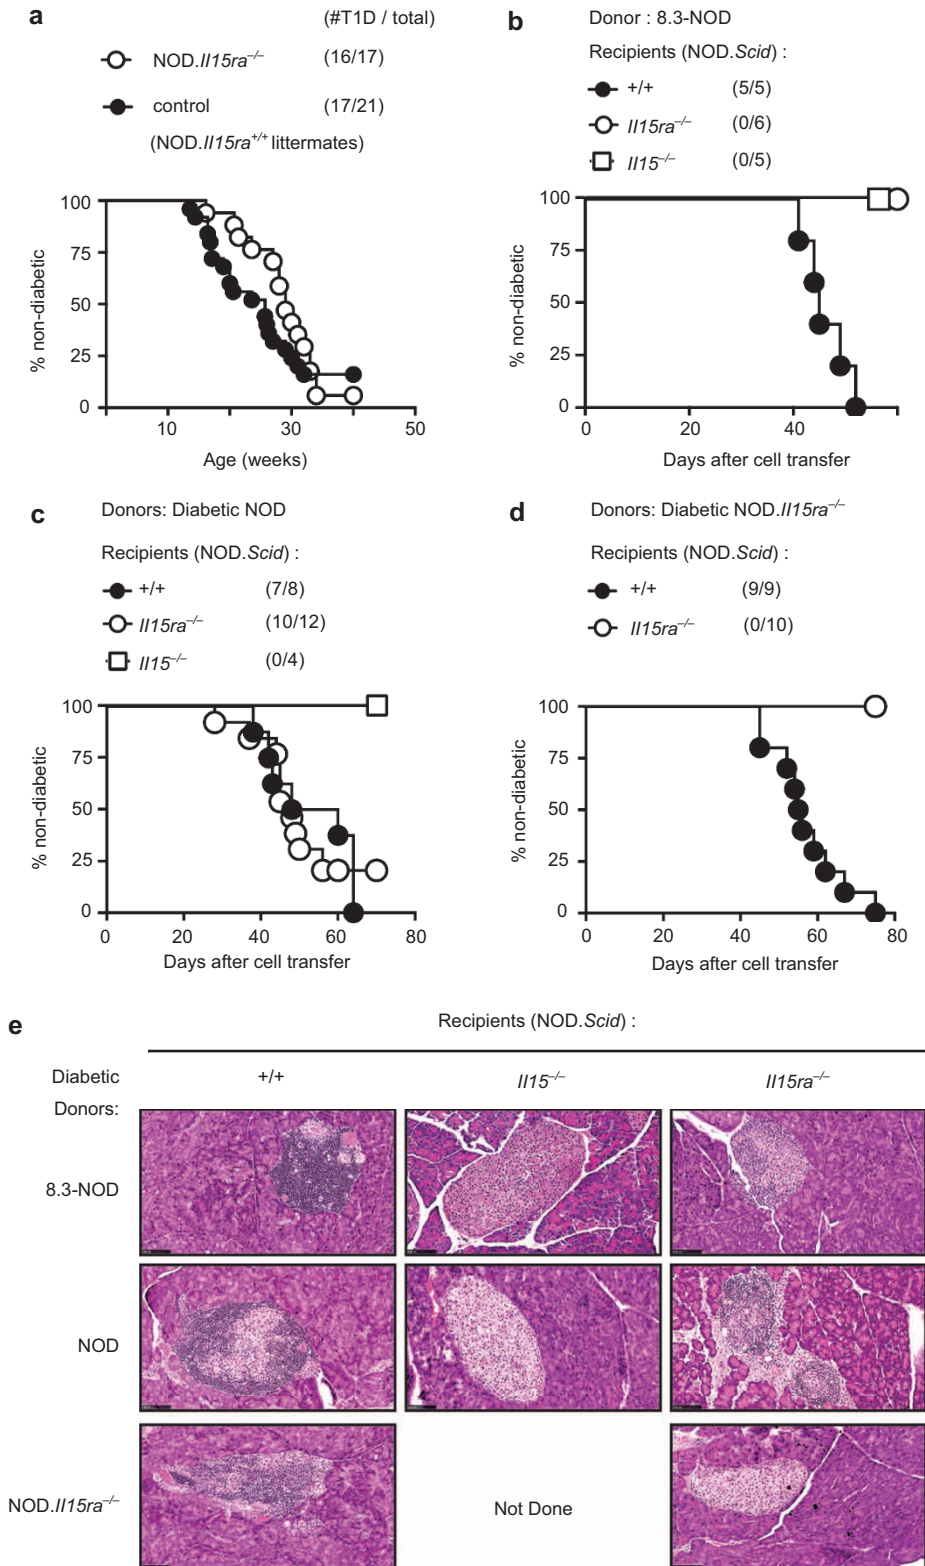 a
(#T1D / total)
NOD.Il15ra–/– (16/17)
control (17/21)
(NOD.Il15ra+/+ littermates)
% non-diabetic
100
75
50
25
0
10 30 50
Age (weeks)
b
Donor : 8.3-NOD
Recipients (NOD.Scid) :
+/+ (5/5)
Il15ra–/– (0/6)
Il15–/– (0/5)
% non-diabetic
100
75
50
25
0
0 40
Days after cell transfer
c
Donors: Diabetic NOD
Recipients (NOD.Scid) :
+/+ (7/8)
Il15ra–/– (10/12)
Il15–/– (0/4)
% non-diabetic
100
75
50
25
0
0 20 40 60 80
Days after cell transfer
d
Donors: Diabetic NOD.Il15ra–/–
Recipients (NOD.Scid) :
+/+ (9/9)
Il15ra–/– (0/10)
% non-diabetic
100
75
50
25
0
0 40 60 80
Days after cell transfer
e
Recipients (NOD.Scid) :
Diabetic Donors:
+/+ Il15–/– Il15ra–/–
8.3-NOD
NOD
NOD.Il15ra–/–
Not Done